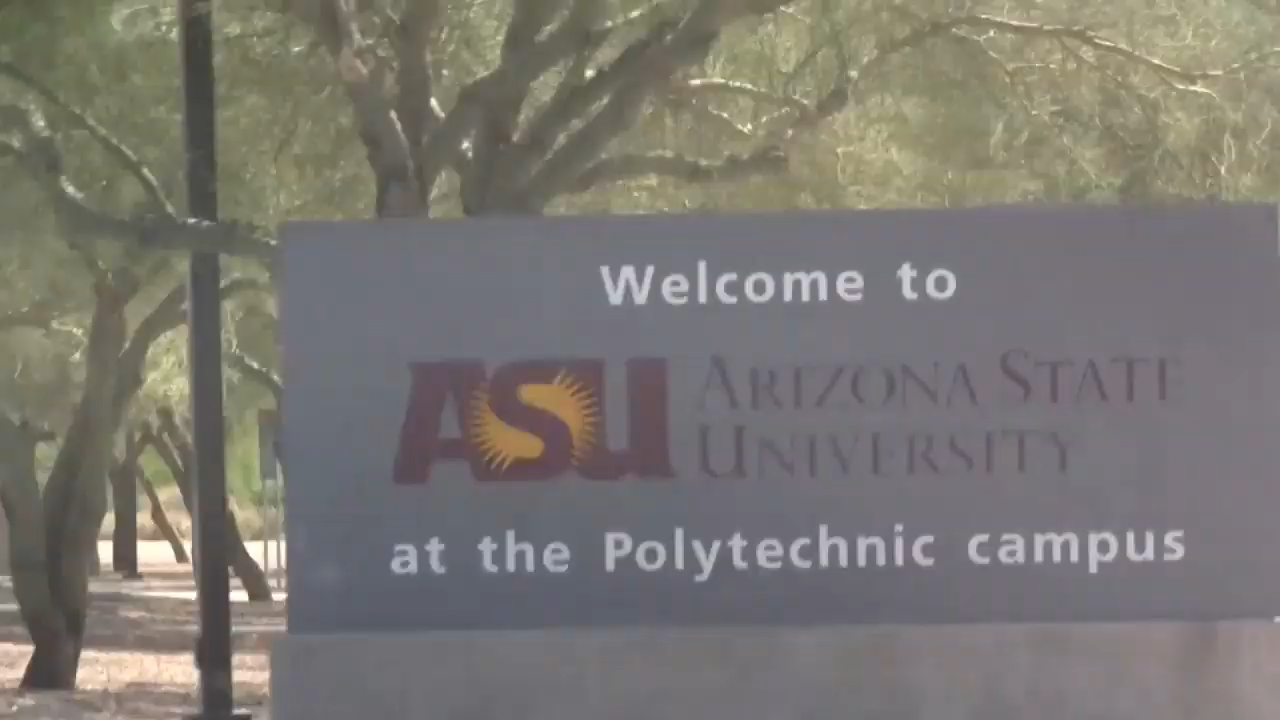 Welcome to
ASU ARIZONA STATE
UNIVERSITY
at the Polytechnic campus